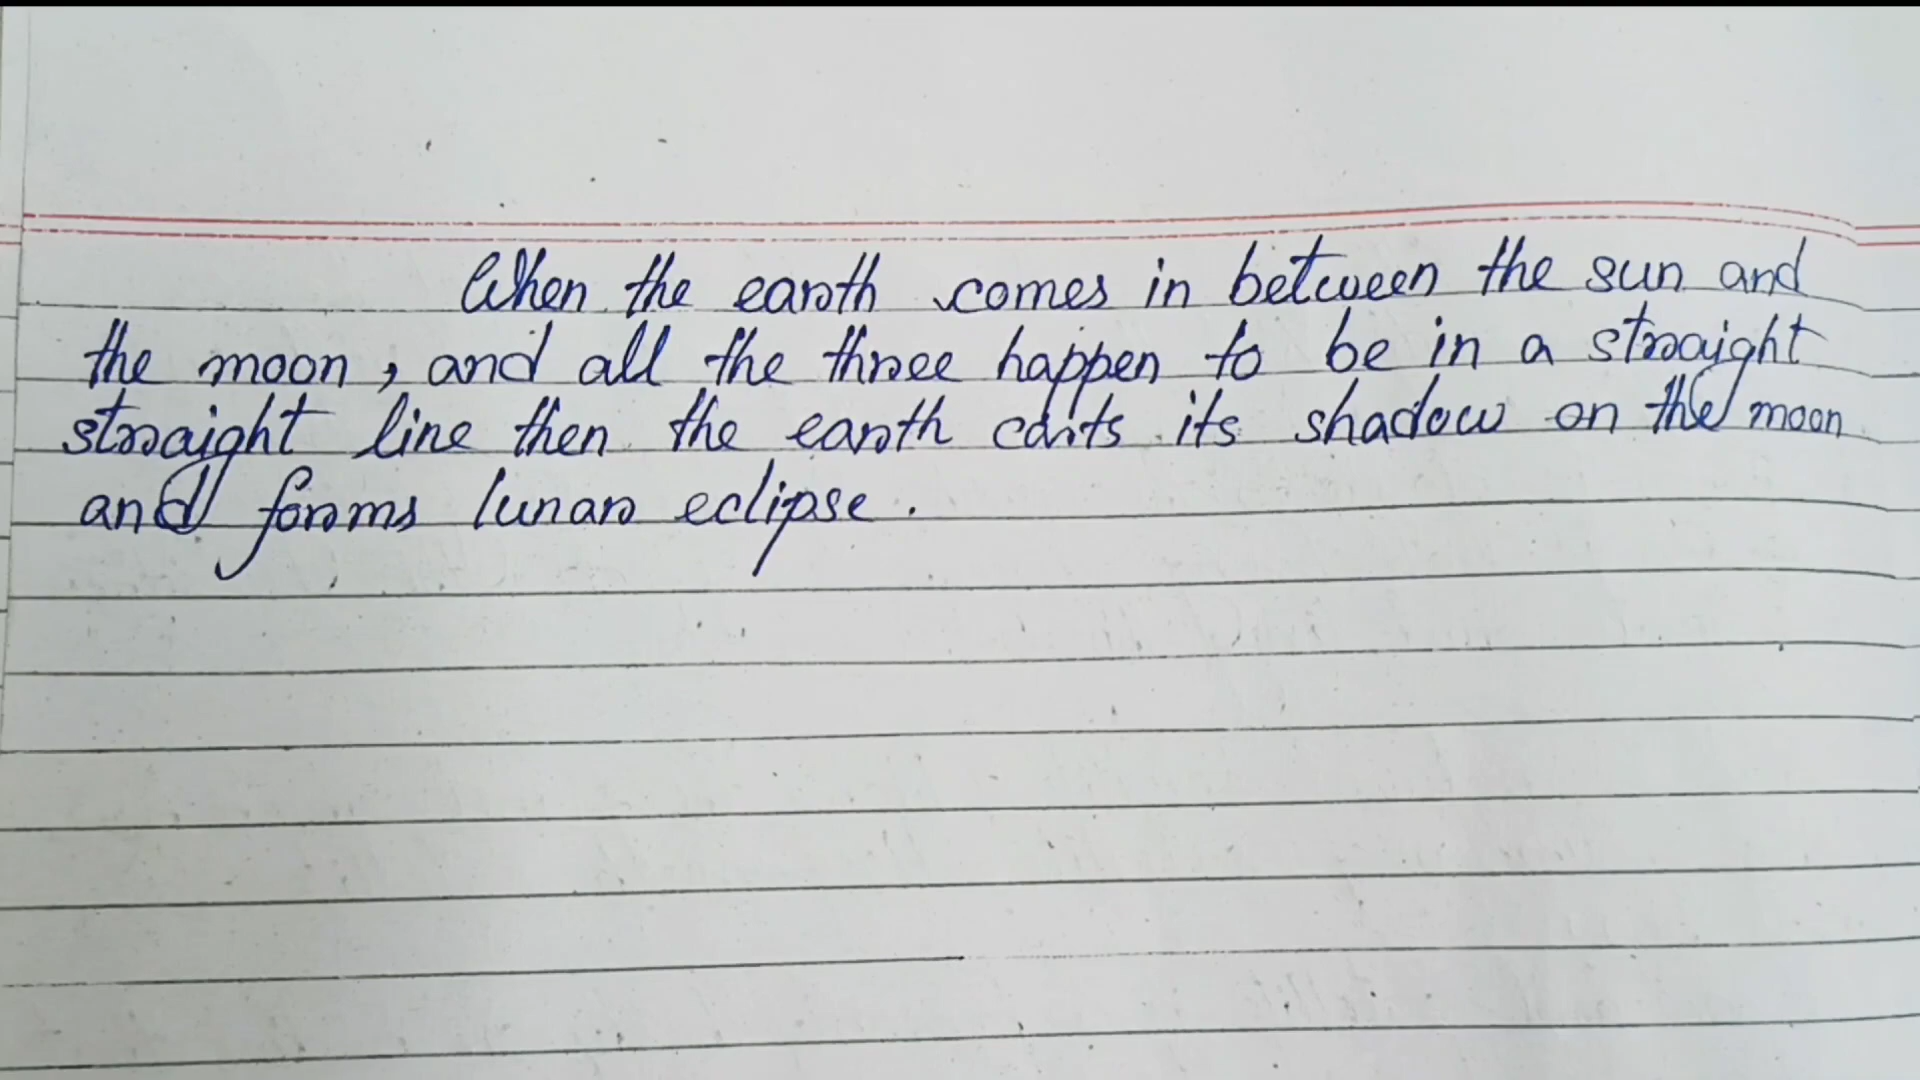 When the earth comes in between the sun and
the moon, and all the three happen to be in a straight
straight line then the earth casts its shadow on the moon
and forms lunar eclipse.